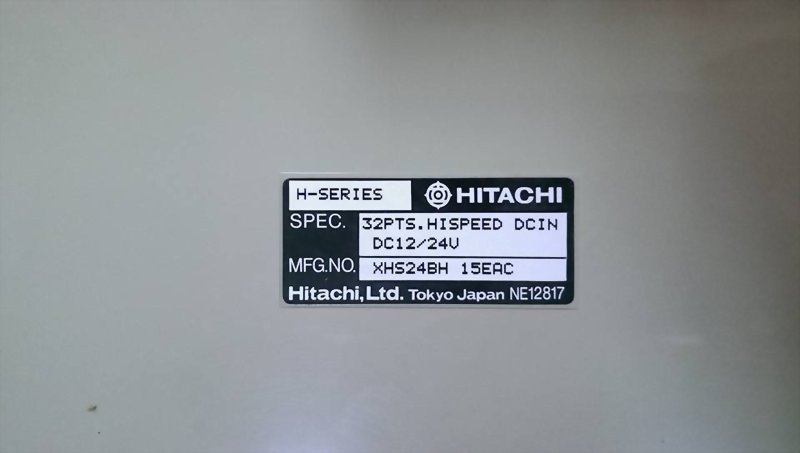 H-SERIES HITACHI
SPEC. 32PTS.HISPEED DCIN
DC12/24V
MFG.NO. XHS24BH 15EAC
Hitachi,Ltd. Tokyo Japan NE12817